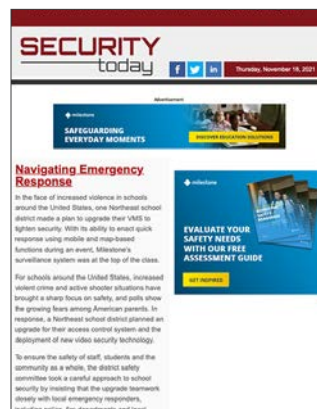 SECURITY
today
Thursday, November 18, 2021
Advertisement
milestone
SAFEGUARDING
EVERYDAY MOMENTS
DISCOVER EDUCATION SOLUTIONS
Navigating Emergency
Response
In the face of increased violence in schools
around the United States, one Northeast school
district made a plan to upgrade their VMS to
tighten security. With its ability to enact quick
response using mobile and map-based
functions during an event, Milestone's
surveillance system was at the top of the class.
For schools around the United States, increased
violent crime and active shooter situations have
brought a sharp focus on safety, and polls show
the growing fears among American parents. In
response, a Northeast school district planned an
upgrade for their access control system and the
deployment of new video security technology.
To ensure the safety of staff, students and the
community as a whole, the district safety
committee took a careful approach to school
security by insisting that the upgrade teamwork
closely with local emergency responders,
including police, fire departments and local
milestone
EVALUATE YOUR
SAFETY NEEDS
WITH OUR FREE
ASSESSMENT GUIDE
GET INSPIRED